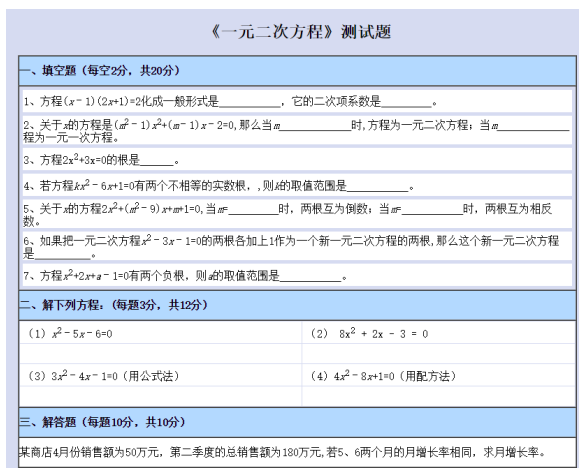 《一元二次方程》测试题
一、填空题（每空2分，共20分）
1、方程(x－1)(2x+1)=2化成一般形式是__________，它的二次项系数是________。
2、关于x的方程是(m²－1)x²+(m－1)x－2=0,那么当m____________时,方程为一元二次方程；当m____________
程为一元一次方程。
3、方程2x²+3x=0的根是______。
4、若方程kx²－6x+1=0有两个不相等的实数根，,则k的取值范围是__________。
5、关于x的方程2x²+(m²－9)x+m+1=0,当m=________时，两根互为倒数；当m=__________时，两根互为相反
数。
6、如果把一元二次方程x²－3x－1=0的两根各加上1作为一个新一元二次方程的两根,那么这个新一元二次方程
是_________。
7、方程x²+2x+a－1=0有两个负根，则a的取值范围是__________。
二、解下列方程：（每题3分，共12分）
（1）x²－5x－6=0
（2） 8x² + 2x - 3 = 0
（3）3x²－4x－1=0（用公式法）
（4）4x²－8x+1=0（用配方法）
三、解答题（每题10分，共10分）
某商店4月份销售额为50万元，第二季度的总销售额为180万元,若5、6两个月的月增长率相同，求月增长率。